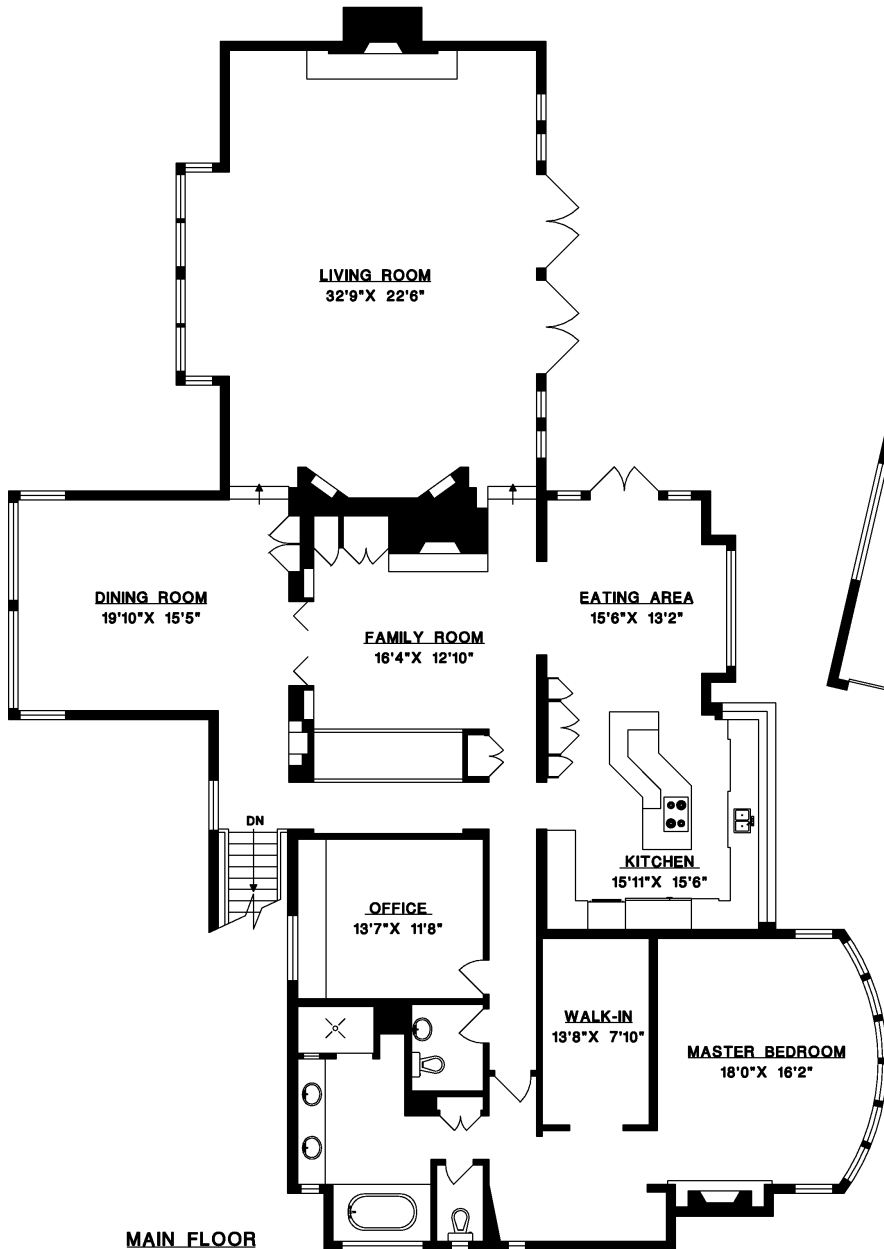 LIVING ROOM
32'9"X 22'6"
DINING ROOM
19'10"X 15'5"
EATING AREA
15'6"X 13'2"
FAMILY ROOM
16'4"X 12'10"
DN
KITCHEN
15'11"X 15'6"
OFFICE
13'7"X 11'8"
WALK-IN
13'8"X 7'10"
MASTER BEDROOM
18'0"X 16'2"
MAIN FLOOR